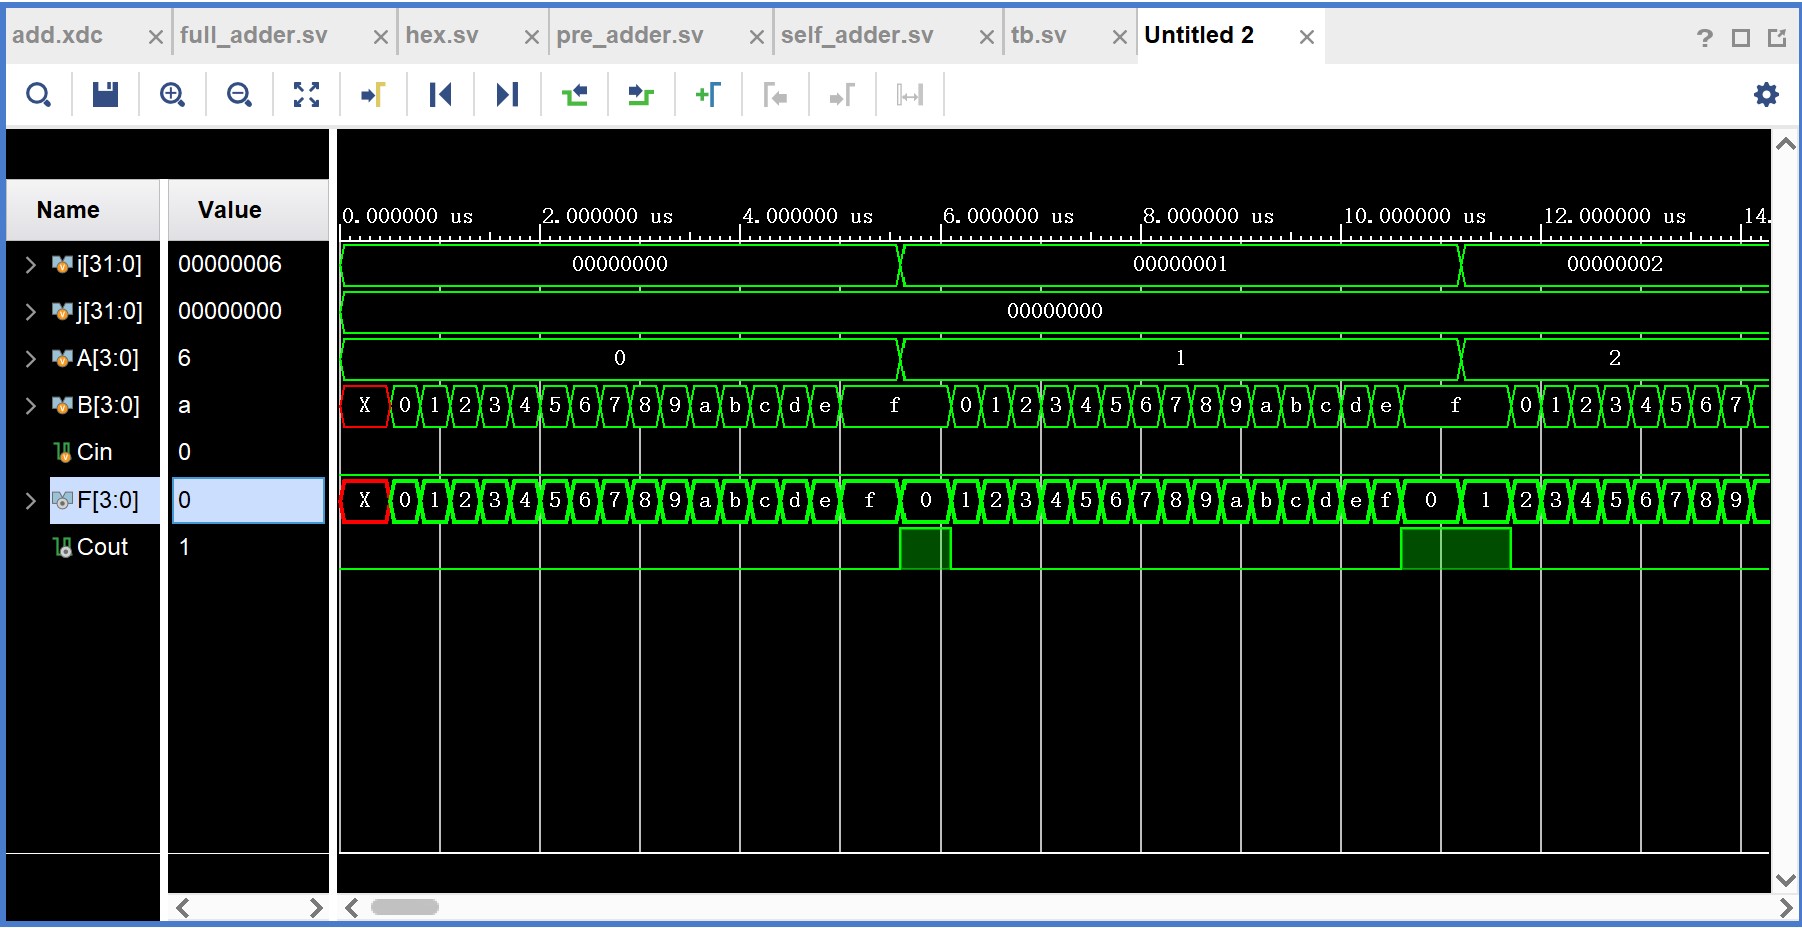 add.xdc full_adder.sv hex.sv pre_adder.sv self_adder.sv tb.sv Untitled 2
?
Name Value 0.000000 us 2.000000 us 4.000000 us 6.000000 us 8.000000 us 10.000000 us 12.000000 us 14.
i[31:0] 00000006 00000000 00000001 00000002
j[31:0] 00000000 00000000
A[3:0] 6 0 1 2
B[3:0] a X 0 1 2 3 4 5 6 7 8 9 a b c d e f 0 1 2 3 4 5 6 7 8 9 a b c d e f 0 1 2 3 4 5 6 7
Cin 0
F[3:0] 0 X 0 1 2 3 4 5 6 7 8 9 a b c d e f 0 1 2 3 4 5 6 7 8 9 a b c d e f 0 1 2 3 4 5 6 7 8 9
Cout 1